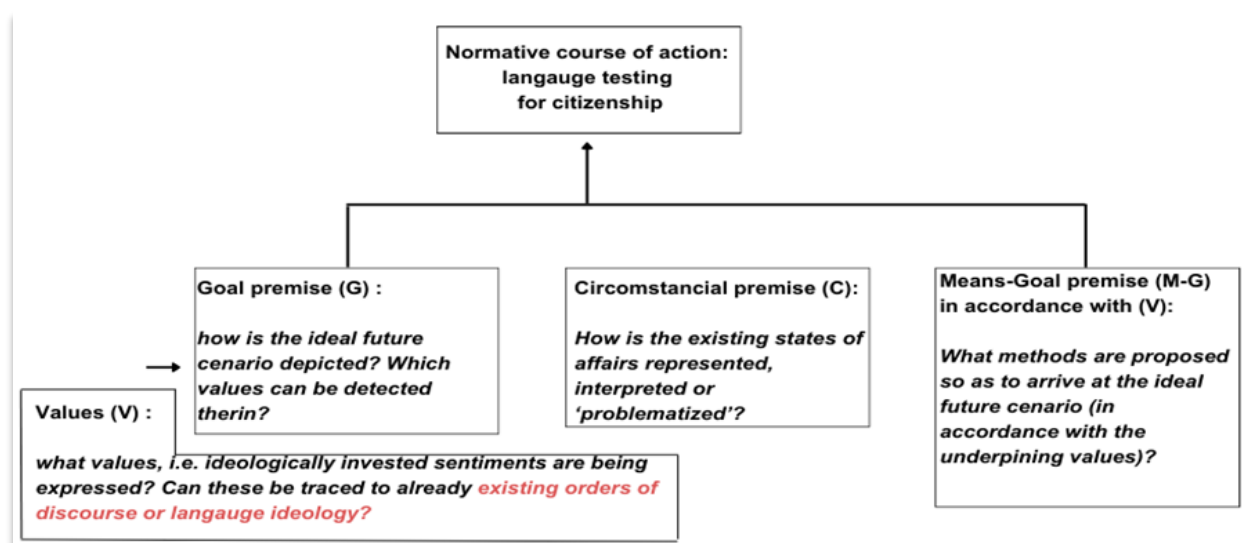 Normative course of action:
langauge testing
for citizenship
Goal premise (G) :
how is the ideal future
cenario depicted? Which
values can be detected
therin?
Circomstancial premise (C):
How is the existing states of
affairs represented,
interpreted or
‘problematized’?
Means-Goal premise (M-G)
in accordance with (V):
What methods are proposed
so as to arrive at the ideal
future cenario (in
accordance with the
underpining values)?
Values (V) :
what values, i.e. ideologically invested sentiments are being
expressed? Can these be traced to already existing orders of
discourse or langauge ideology?